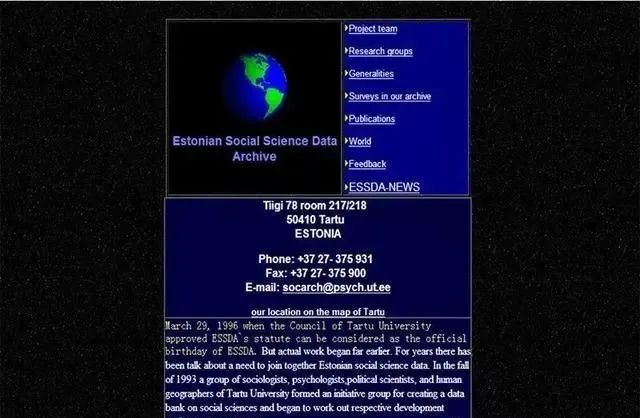 Project team
Research groups
Generalities
Surveys in our archive
Publications
World
Feedback
ESSDA-NEWS
Estonian Social Science Data
Archive
Tiigi 78 room 217/218
50410 Tartu
ESTONIA
Phone: +37 27- 375 931
Fax: +37 27- 375 900
E-mail: socarch@psych.ut.ee
our location on the map of Tartu
March 29, 1996 when the Council of Tartu University
approved ESSDA`s statute can be considered as the official
birthday of ESSDA. But actual work began far earlier. For years there has
been talk about a need to join together Estonian social science data. In the fall
of 1993 a group of sociologists, psychologists,political scientists, and human
geographers of Tartu University formed an initiative group for creating a data
bank on social sciences and began to work out respective development